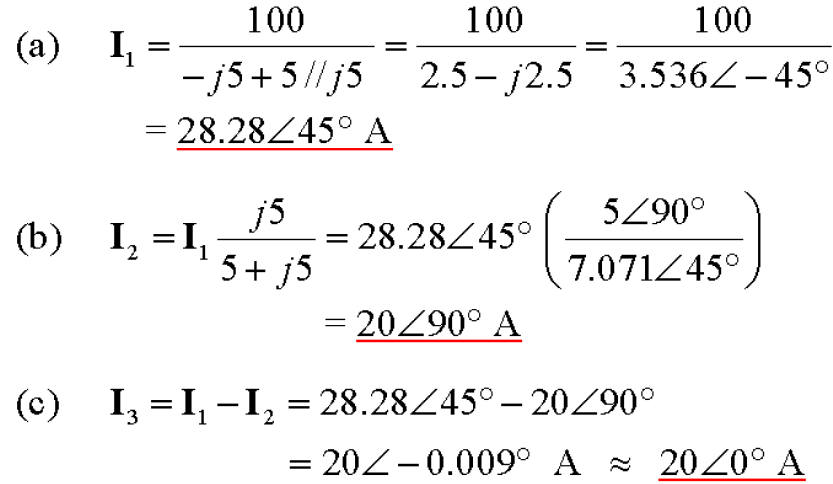 (a) I₁ = 100 / (−j5 + 5//j5) = 100 / (2.5 − j2.5) = 100 / (3.536∠−45°)
= 28.28∠45° A
(b) I₂ = I₁ j5 / (5 + j5) = 28.28∠45° (5∠90° / 7.071∠45°)
= 20∠90° A
(c) I₃ = I₁ − I₂ = 28.28∠45° − 20∠90°
= 20∠−0.009° A ≈ 20∠0° A